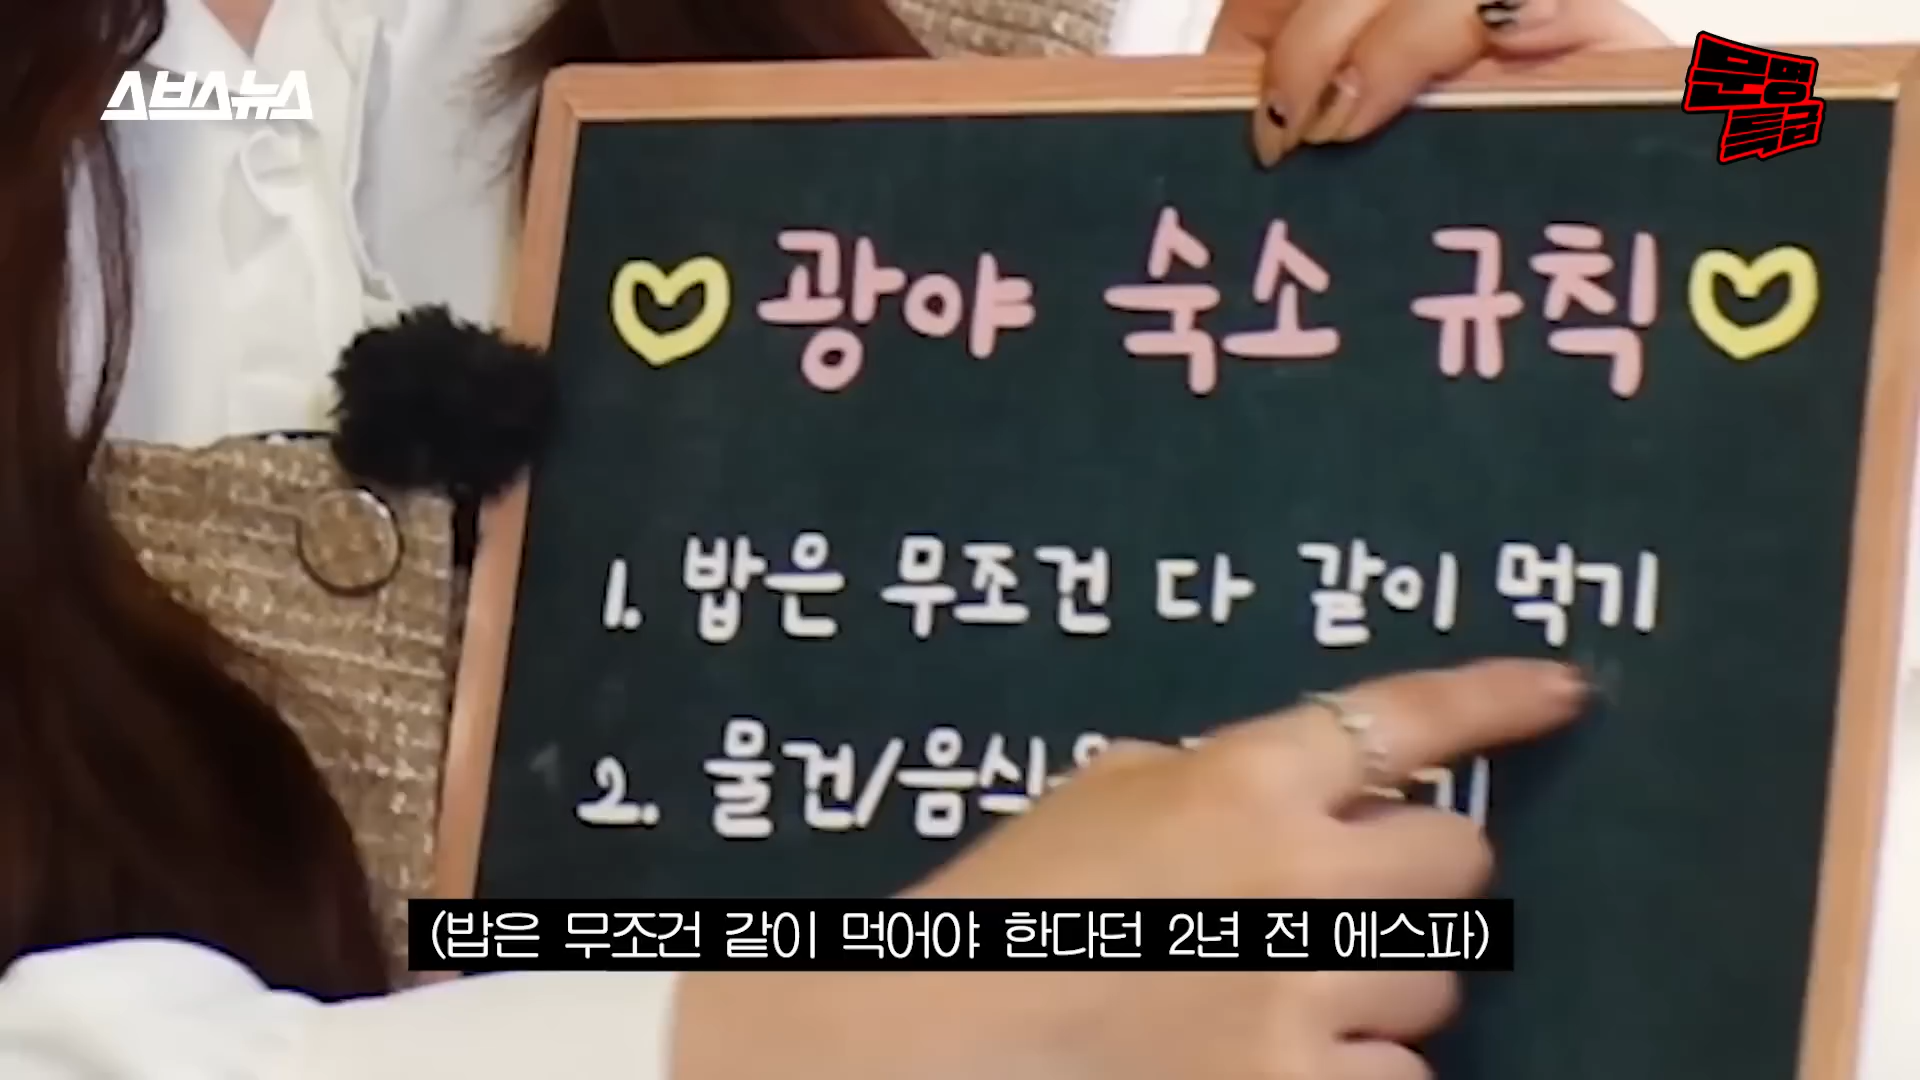 스브스뉴스
문명특급
광야 숙소 규칙
1. 밥은 무조건 다 같이 먹기
2. 물건/음식은
(밥은 무조건 같이 먹어야 한다던 2년 전 에스파)